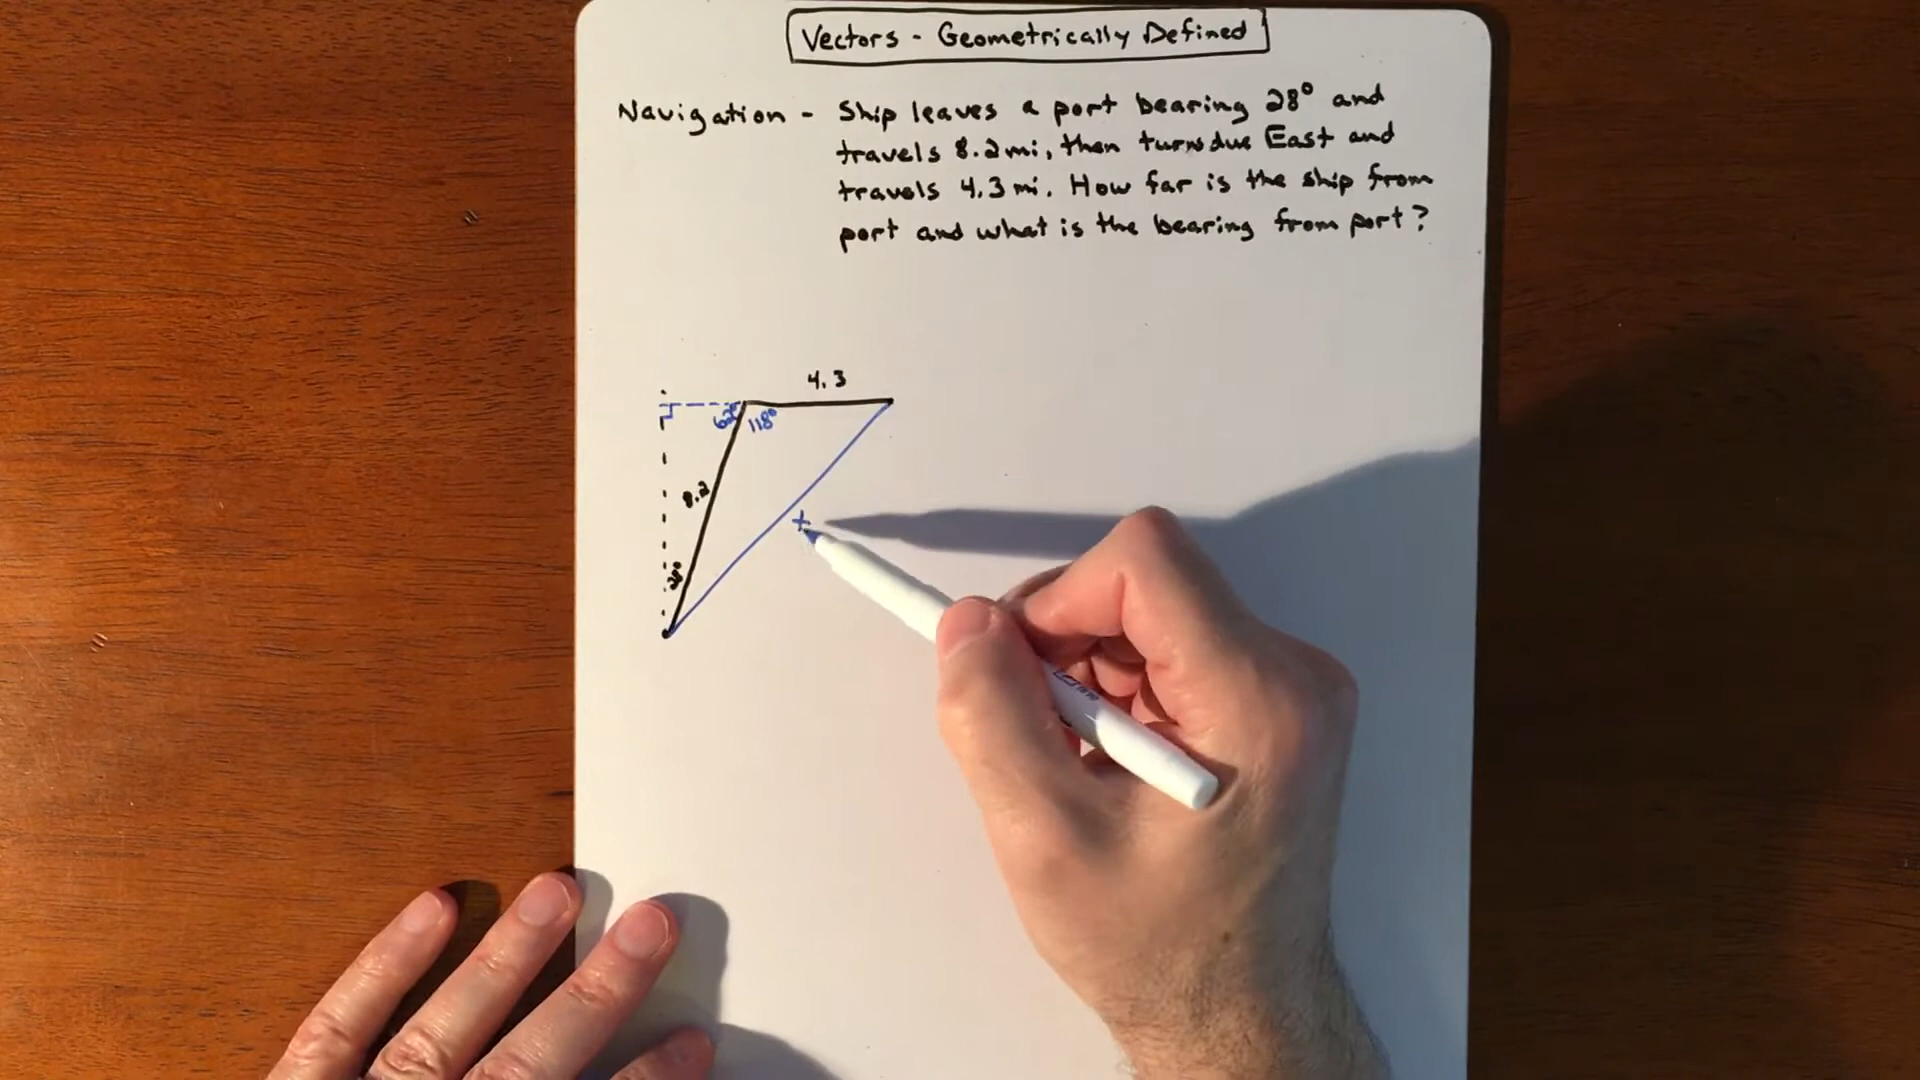 Vectors - Geometrically Defined
Navigation - Ship leaves a port bearing 28° and
travels 8.2 mi, then turns due East and
travels 4.3 mi. How far is the ship from
port and what is the bearing from port?
4.3
62° 118°
8.2
x
28°